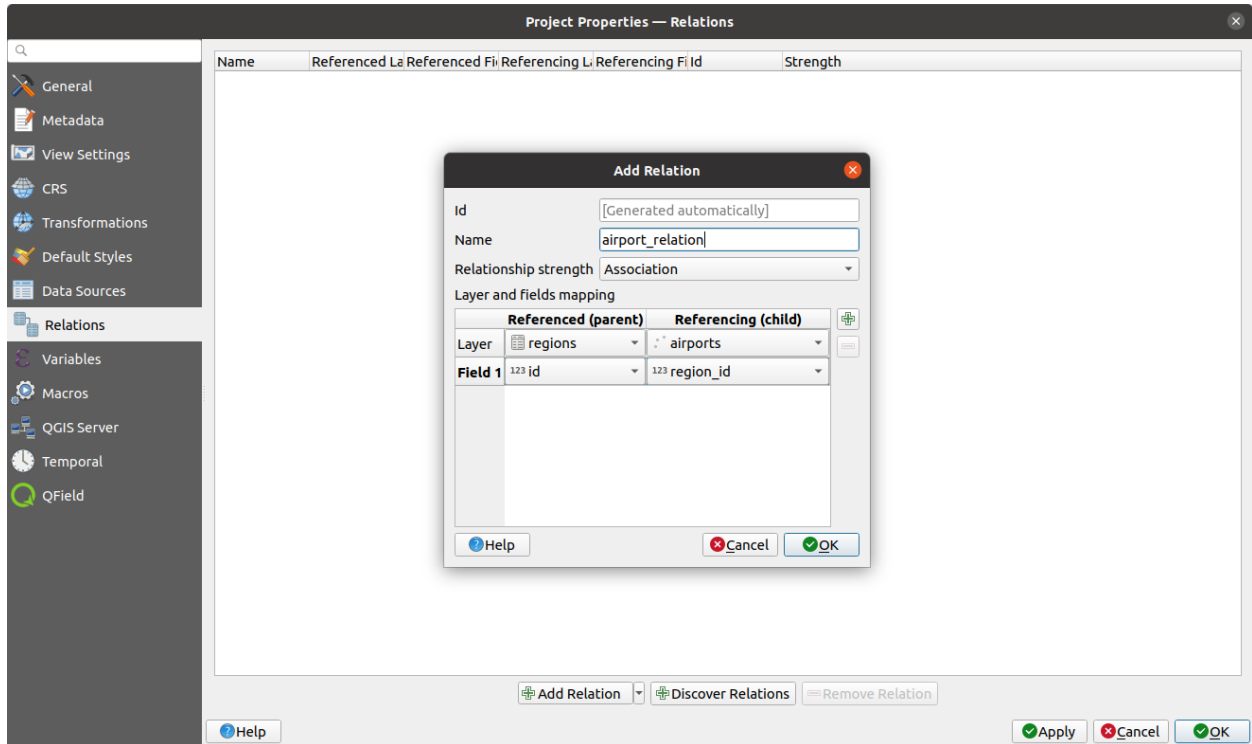 Project Properties — Relations
Name Referenced La Referenced Fi Referencing La Referencing Fi Id Strength
General
Metadata
View Settings
CRS
Transformations
Default Styles
Data Sources
Relations
Variables
Macros
QGIS Server
Temporal
QField
Add Relation
Id [Generated automatically]
Name airport_relation
Relationship strength Association
Layer and fields mapping
Referenced (parent) Referencing (child)
Layer regions airports
Field 1 123 id 123 region_id
Help Cancel OK
Add Relation Discover Relations Remove Relation
Help Apply Cancel OK